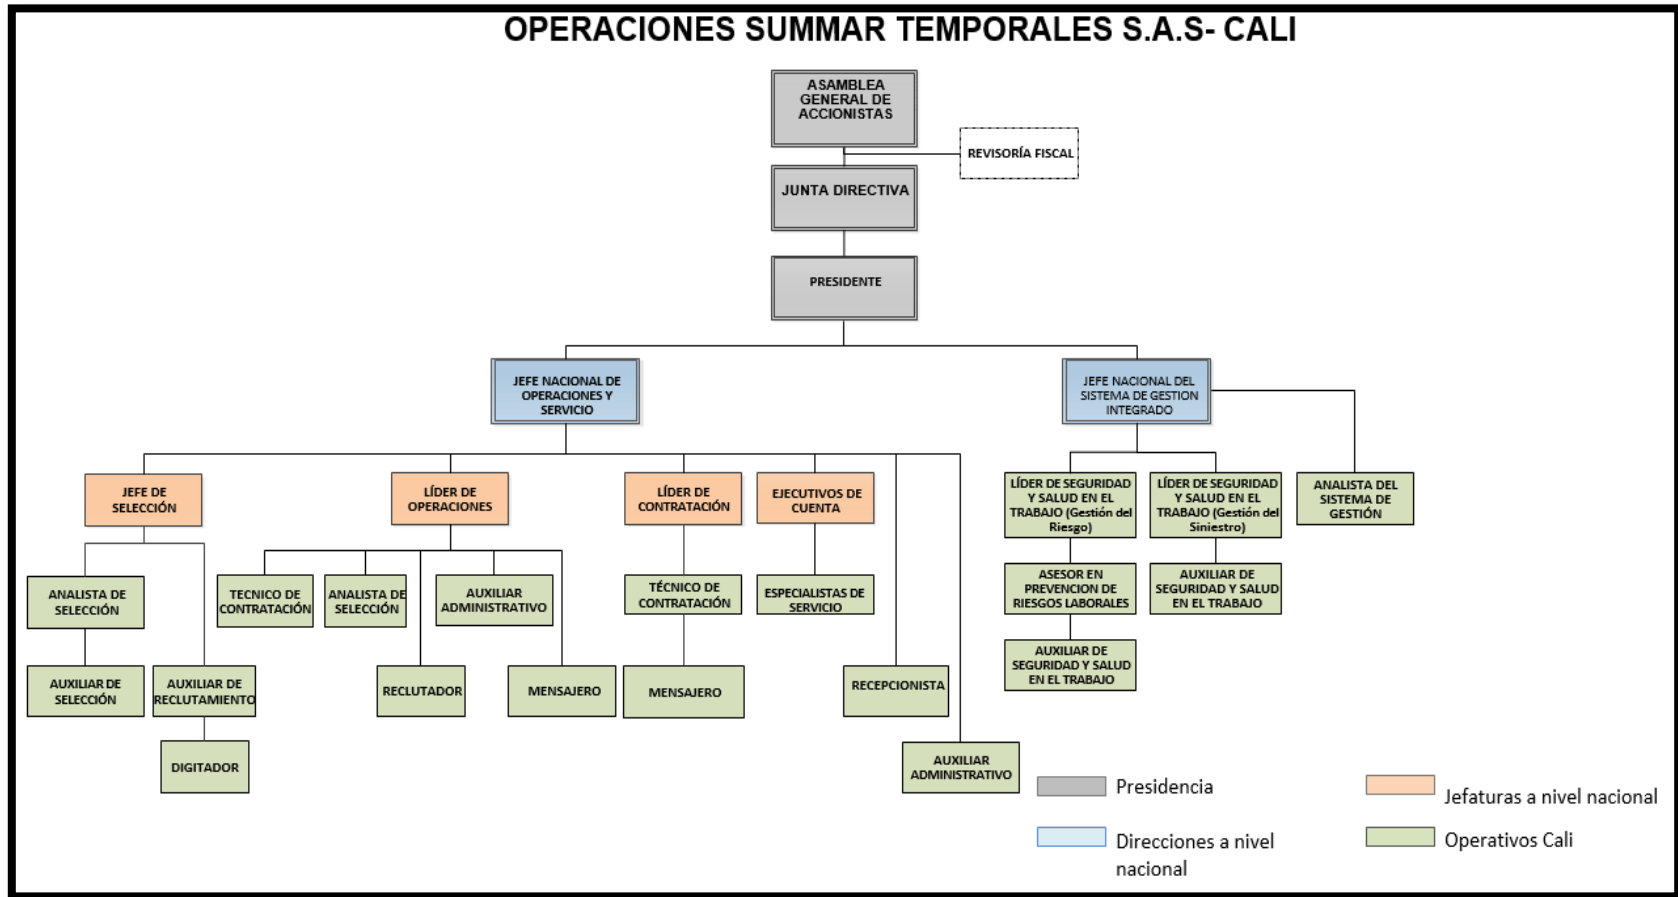 OPERACIONES SUMMAR TEMPORALES S.A.S- CALI
ASAMBLEA
GENERAL DE
ACCIONISTAS
REVISORÍA FISCAL
JUNTA DIRECTIVA
PRESIDENTE
JEFE NACIONAL DE
OPERACIONES Y
SERVICIO
JEFE NACIONAL DEL
SISTEMA DE GESTION
INTEGRADO
JEFE DE
SELECCIÓN
LÍDER DE
OPERACIONES
LÍDER DE
CONTRATACIÓN
EJECUTIVOS DE
CUENTA
LÍDER DE SEGURIDAD
Y SALUD EN EL
TRABAJO (Gestión del
Riesgo)
LÍDER DE SEGURIDAD
Y SALUD EN EL
TRABAJO (Gestión del
Siniestro)
ANALISTA DEL
SISTEMA DE
GESTIÓN
ANALISTA DE
SELECCIÓN
TECNICO DE
CONTRATACIÓN
ANALISTA DE
SELECCIÓN
AUXILIAR
ADMINISTRATIVO
TÉCNICO DE
CONTRATACIÓN
ESPECIALISTAS DE
SERVICIO
ASESOR EN
PREVENCION DE
RIESGOS LABORALES
AUXILIAR DE
SEGURIDAD Y SALUD
EN EL TRABAJO
AUXILIAR DE
SELECCIÓN
AUXILIAR DE
RECLUTAMIENTO
RECLUTADOR
MENSAJERO
MENSAJERO
RECEPCIONISTA
AUXILIAR DE
SEGURIDAD Y SALUD
EN EL TRABAJO
DIGITADOR
AUXILIAR
ADMINISTRATIVO
Presidencia
Jefaturas a nivel nacional
Direcciones a nivel
nacional
Operativos Cali